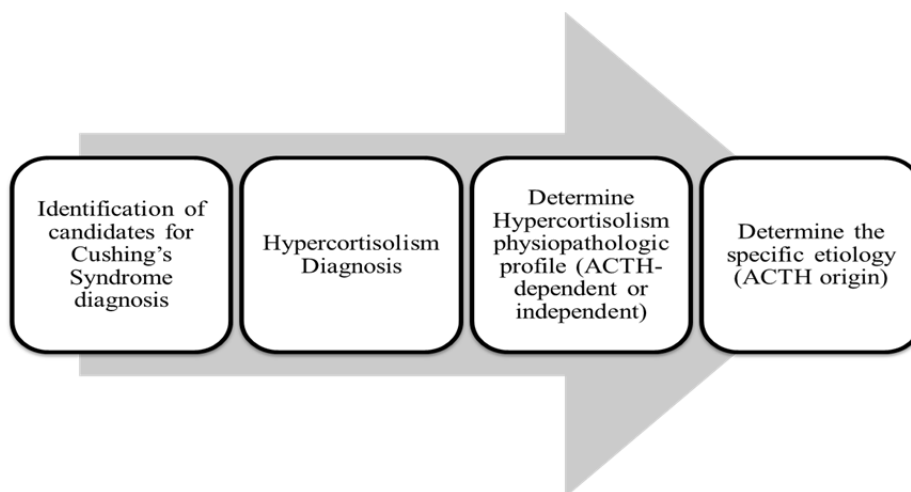 Identification of
candidates for
Cushing's
Syndrome
diagnosis
Hypercortisolism
Diagnosis
Determine
Hypercortisolism
physiopathologic
profile (ACTH-
dependent or
independent)
Determine the
specific etiology
(ACTH origin)